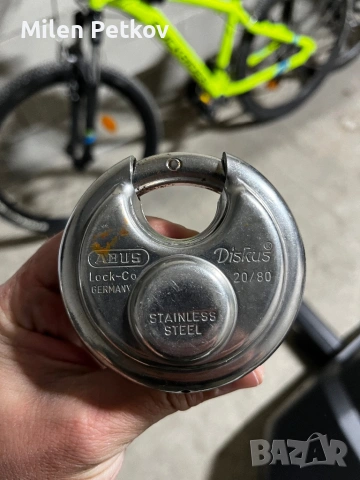 Milen Petkov
ABUS
Lock-Co
GERMANY
Diskus®
20/80
STAINLESS
STEEL
BAZAR